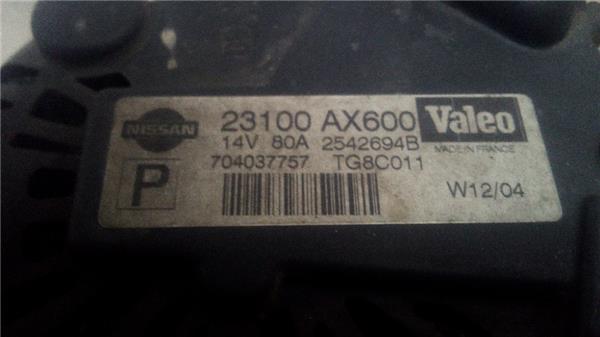 NISSAN
23100 AX600
Valeo
14V 80A 2542694B
MADE IN FRANCE
704037757 TG8C011
P
W12/04